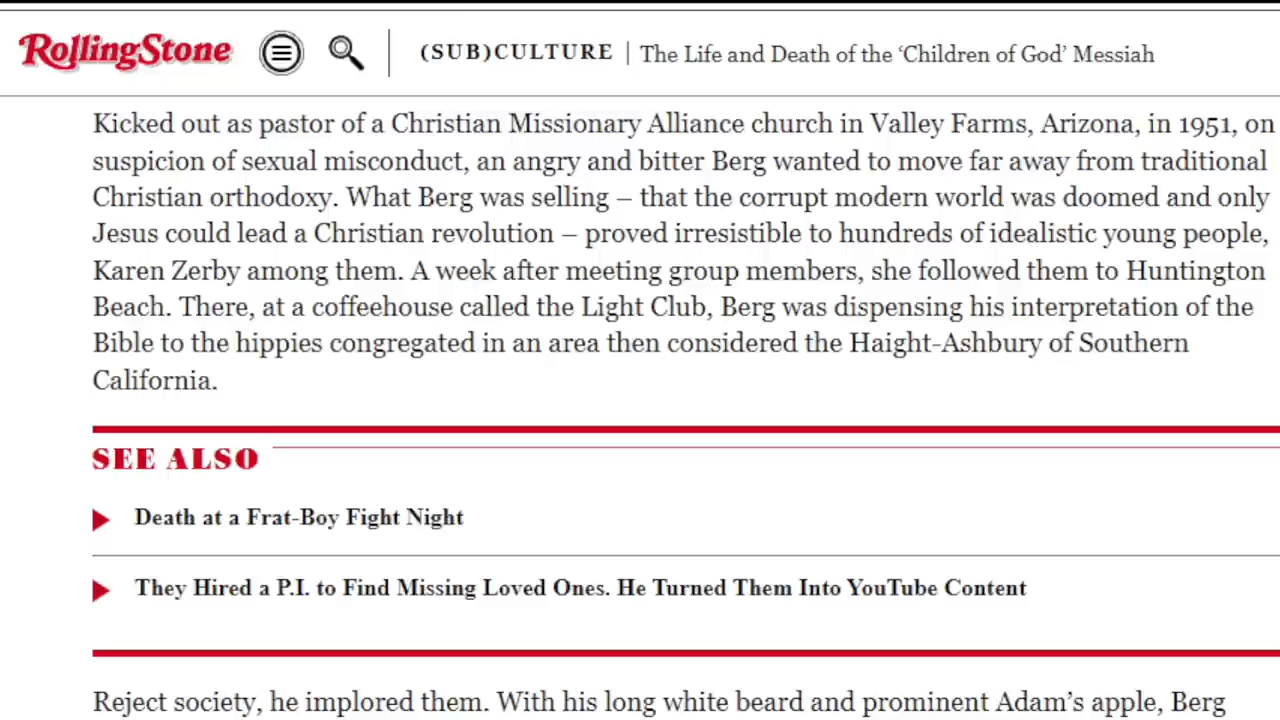 RollingStone (SUB)CULTURE | The Life and Death of the ‘Children of God’ Messiah
Kicked out as pastor of a Christian Missionary Alliance church in Valley Farms, Arizona, in 1951, on
suspicion of sexual misconduct, an angry and bitter Berg wanted to move far away from traditional
Christian orthodoxy. What Berg was selling – that the corrupt modern world was doomed and only
Jesus could lead a Christian revolution – proved irresistible to hundreds of idealistic young people,
Karen Zerby among them. A week after meeting group members, she followed them to Huntington
Beach. There, at a coffeehouse called the Light Club, Berg was dispensing his interpretation of the
Bible to the hippies congregated in an area then considered the Haight-Ashbury of Southern
California.
SEE ALSO
Death at a Frat-Boy Fight Night
They Hired a P.I. to Find Missing Loved Ones. He Turned Them Into YouTube Content
Reject society, he implored them. With his long white beard and prominent Adam’s apple, Berg